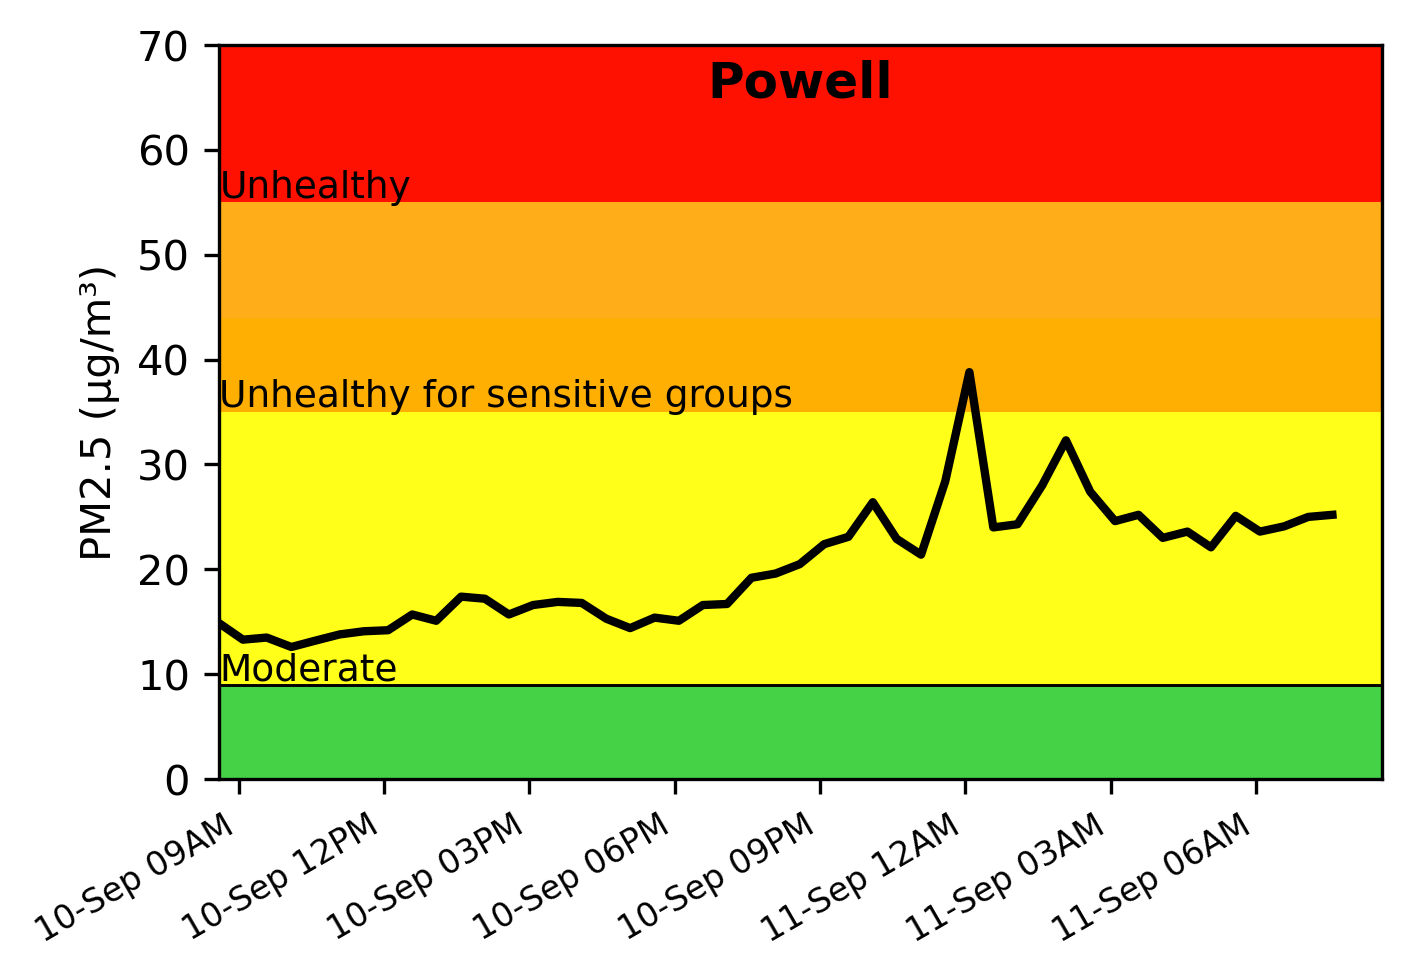 Powell
70
60
50
40
30
20
10
0
PM2.5 (µg/m³)
Unhealthy
Unhealthy for sensitive groups
Moderate
10-Sep 09AM
10-Sep 12PM
10-Sep 03PM
10-Sep 06PM
10-Sep 09PM
11-Sep 12AM
11-Sep 03AM
11-Sep 06AM